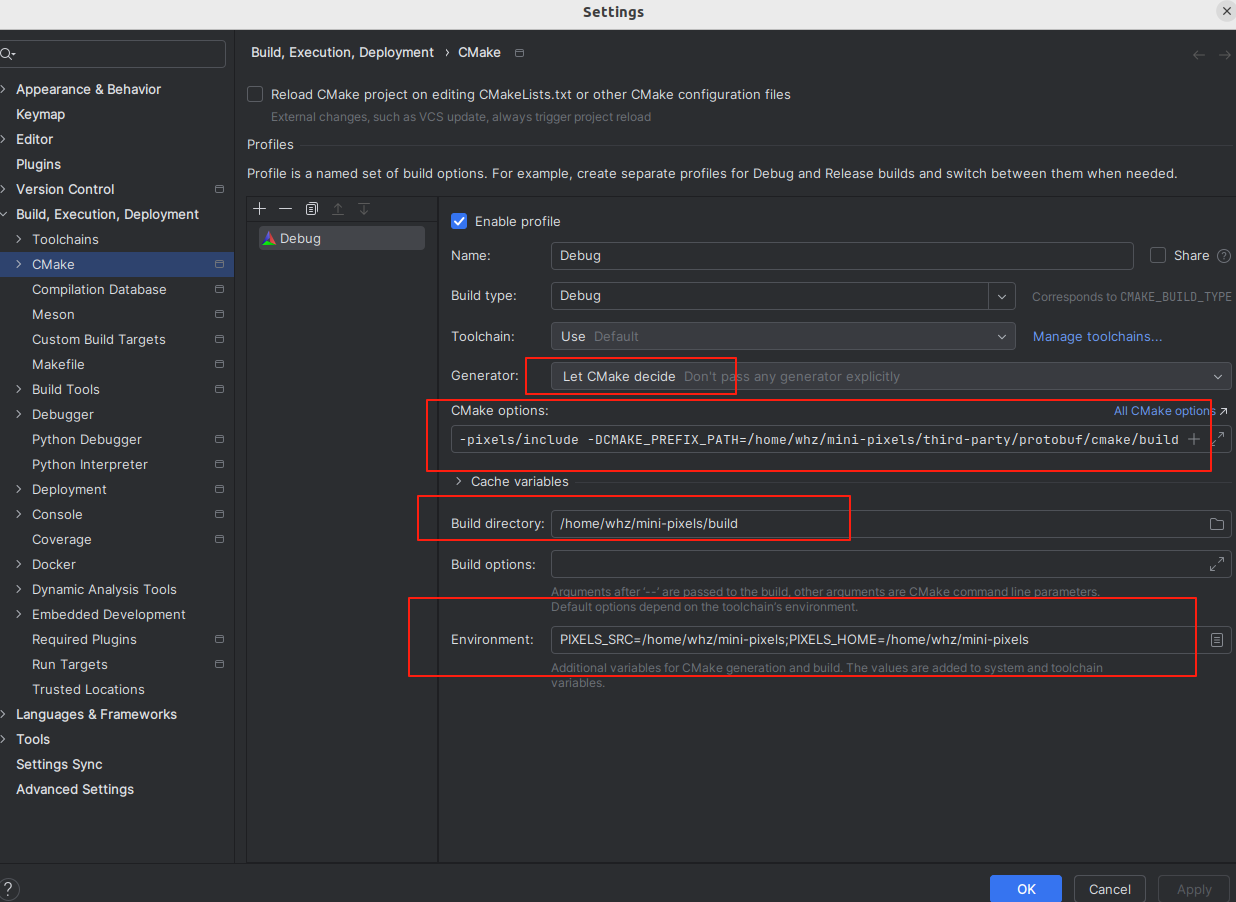 Settings
Build, Execution, Deployment › CMake
Appearance & Behavior
Keymap
Editor
Plugins
Version Control
Build, Execution, Deployment
Toolchains
CMake
Compilation Database
Meson
Custom Build Targets
Makefile
Build Tools
Debugger
Python Debugger
Python Interpreter
Deployment
Console
Coverage
Docker
Dynamic Analysis Tools
Embedded Development
Required Plugins
Run Targets
Trusted Locations
Languages & Frameworks
Tools
Settings Sync
Advanced Settings
Reload CMake project on editing CMakeLists.txt or other CMake configuration files
External changes, such as VCS update, always trigger project reload
Profiles
Profile is a named set of build options. For example, create separate profiles for Debug and Release builds and switch between them when needed.
Debug
Enable profile
Name: Debug Share ?
Build type: Debug Corresponds to CMAKE_BUILD_TYPE
Toolchain: Use Default Manage toolchains...
Generator: Let CMake decide Don't pass any generator explicitly
CMake options: All CMake options
-pixels/include -DCMAKE_PREFIX_PATH=/home/whz/mini-pixels/third-party/protobuf/cmake/build
Cache variables
Build directory: /home/whz/mini-pixels/build
Build options:
Arguments after '--' are passed to the build, other arguments are CMake command line parameters.
Default options depend on the toolchain's environment.
Environment: PIXELS_SRC=/home/whz/mini-pixels;PIXELS_HOME=/home/whz/mini-pixels
Additional variables for CMake generation and build. The values are added to system and toolchain
variables.
? OK Cancel Apply